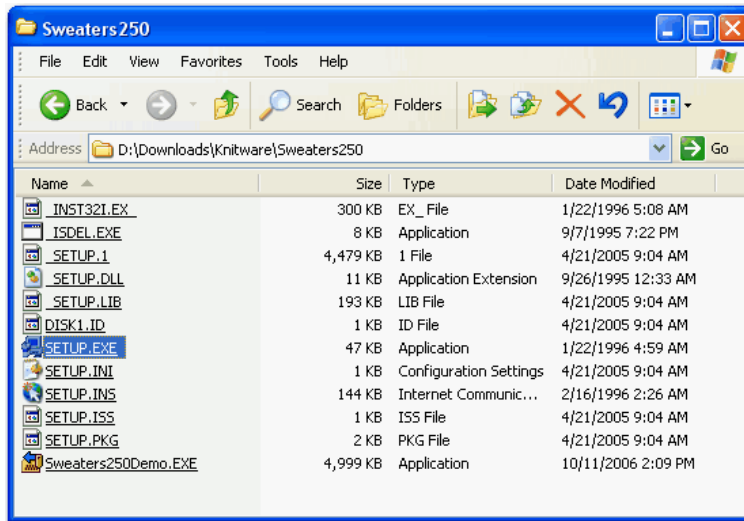 Sweaters250
File Edit View Favorites Tools Help
Back Search Folders
Address D:\Downloads\Knitware\Sweaters250 Go
Name Size Type Date Modified
_INST32I.EX_ 300 KB EX_ File 1/22/1996 5:08 AM
_ISDEL.EXE 8 KB Application 9/7/1995 7:22 PM
_SETUP.1 4,479 KB 1 File 4/21/2005 9:04 AM
_SETUP.DLL 11 KB Application Extension 9/26/1995 12:33 AM
_SETUP.LIB 193 KB LIB File 4/21/2005 9:04 AM
DISK1.ID 1 KB ID File 4/21/2005 9:04 AM
SETUP.EXE 47 KB Application 1/22/1996 4:59 AM
SETUP.INI 1 KB Configuration Settings 4/21/2005 9:04 AM
SETUP.INS 144 KB Internet Communic... 2/16/1996 2:26 AM
SETUP.ISS 1 KB ISS File 4/21/2005 9:04 AM
SETUP.PKG 2 KB PKG File 4/21/2005 9:04 AM
Sweaters250Demo.EXE 4,999 KB Application 10/11/2006 2:09 PM